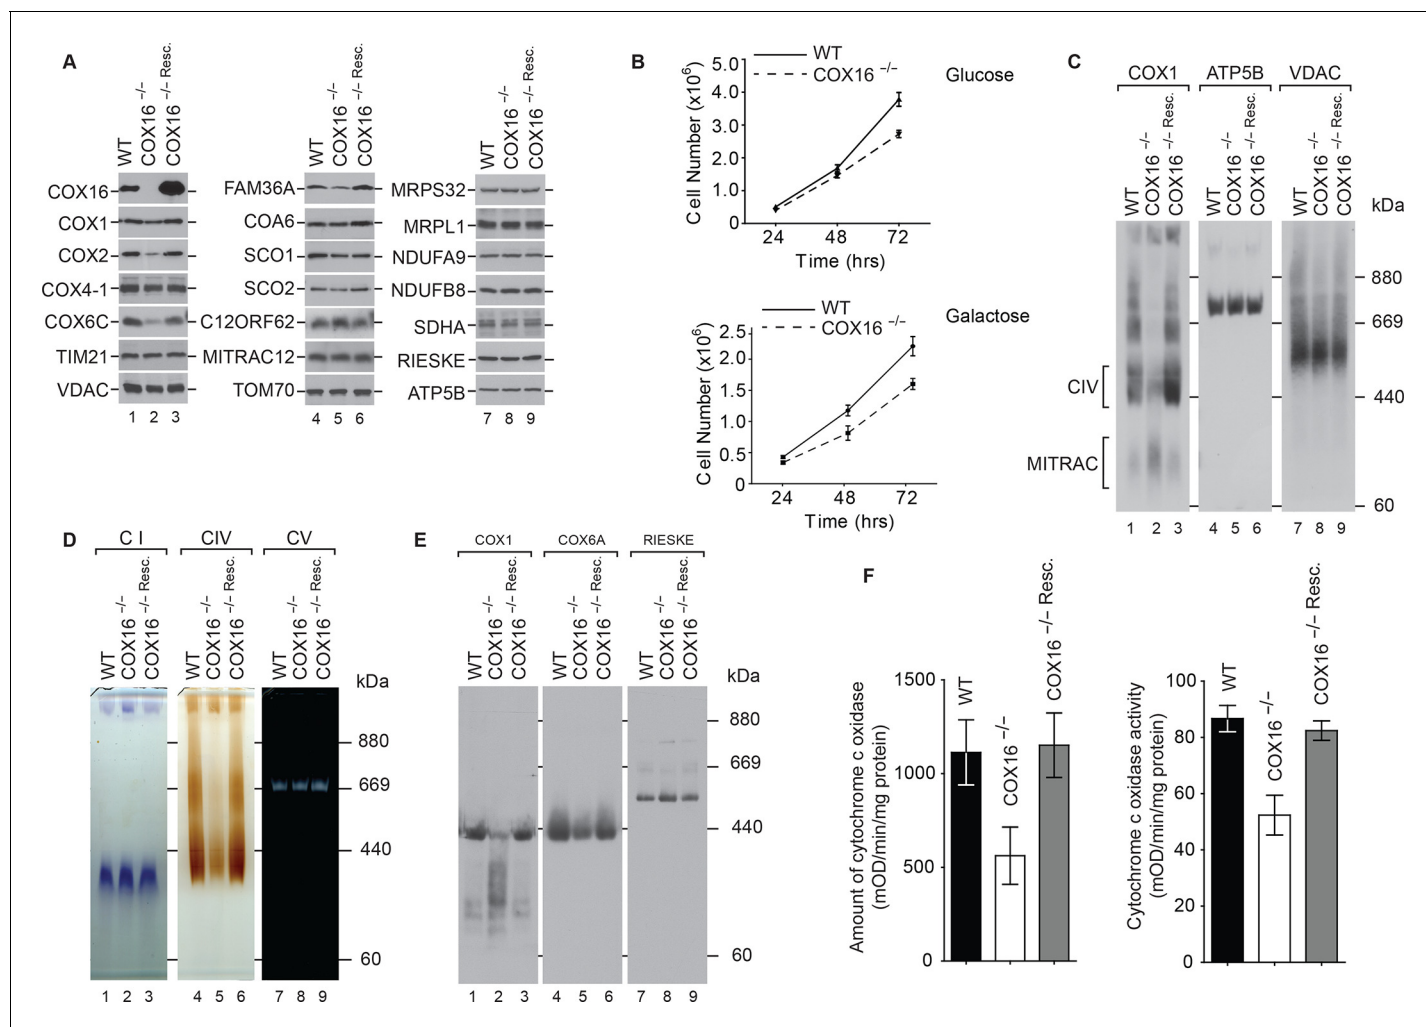 A
WT
COX16 –/–
COX16 –/– Resc.
COX16
COX1
COX2
COX4-1
COX6C
TIM21
VDAC
1 2 3
WT
COX16 –/–
COX16 –/– Resc.
FAM36A
COA6
SCO1
SCO2
C12ORF62
MITRAC12
TOM70
4 5 6
WT
COX16 –/–
COX16 –/– Resc.
MRPS32
MRPL1
NDUFA9
NDUFB8
SDHA
RIESKE
ATP5B
7 8 9
B
WT
COX16 –/–
Glucose
Cell Number (x10⁶)
5.0
4.0
3.0
2.0
1.0
0
24 48 72
Time (hrs)
WT
COX16 –/–
Galactose
Cell Number (x10⁶)
2.5
2.0
1.5
1.0
0.5
0
24 48 72
Time (hrs)
C
COX1 ATP5B VDAC
WT
COX16 –/–
COX16 –/– Resc.
WT
COX16 –/–
COX16 –/– Resc.
WT
COX16 –/–
COX16 –/– Resc.
kDa
880
669
440
60
CIV
MITRAC
1 2 3 4 5 6 7 8 9
D
C I CIV CV
WT
COX16 –/–
COX16 –/– Resc.
WT
COX16 –/–
COX16 –/– Resc.
WT
COX16 –/–
COX16 –/– Resc.
kDa
880
669
440
60
1 2 3 4 5 6 7 8 9
E
COX1 COX6A RIESKE
WT
COX16 –/–
COX16 –/– Resc.
WT
COX16 –/–
COX16 –/– Resc.
WT
COX16 –/–
COX16 –/– Resc.
kDa
880
669
440
60
1 2 3 4 5 6 7 8 9
F
Amount of cytochrome c oxidase
(mOD/min/mg protein)
1500
1000
500
0
WT
COX16 –/–
COX16 –/– Resc.
Cytochrome c oxidase activity
(mOD/min/mg protein)
100
80
60
40
20
0
WT
COX16 –/–
COX16 –/– Resc.